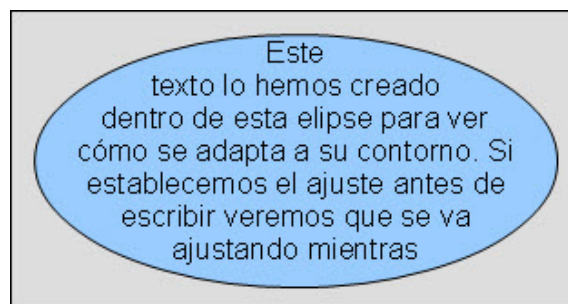 Este
texto lo hemos creado
dentro de esta elipse para ver
cómo se adapta a su contorno. Si
establecemos el ajuste antes de
escribir veremos que se va
ajustando mientras